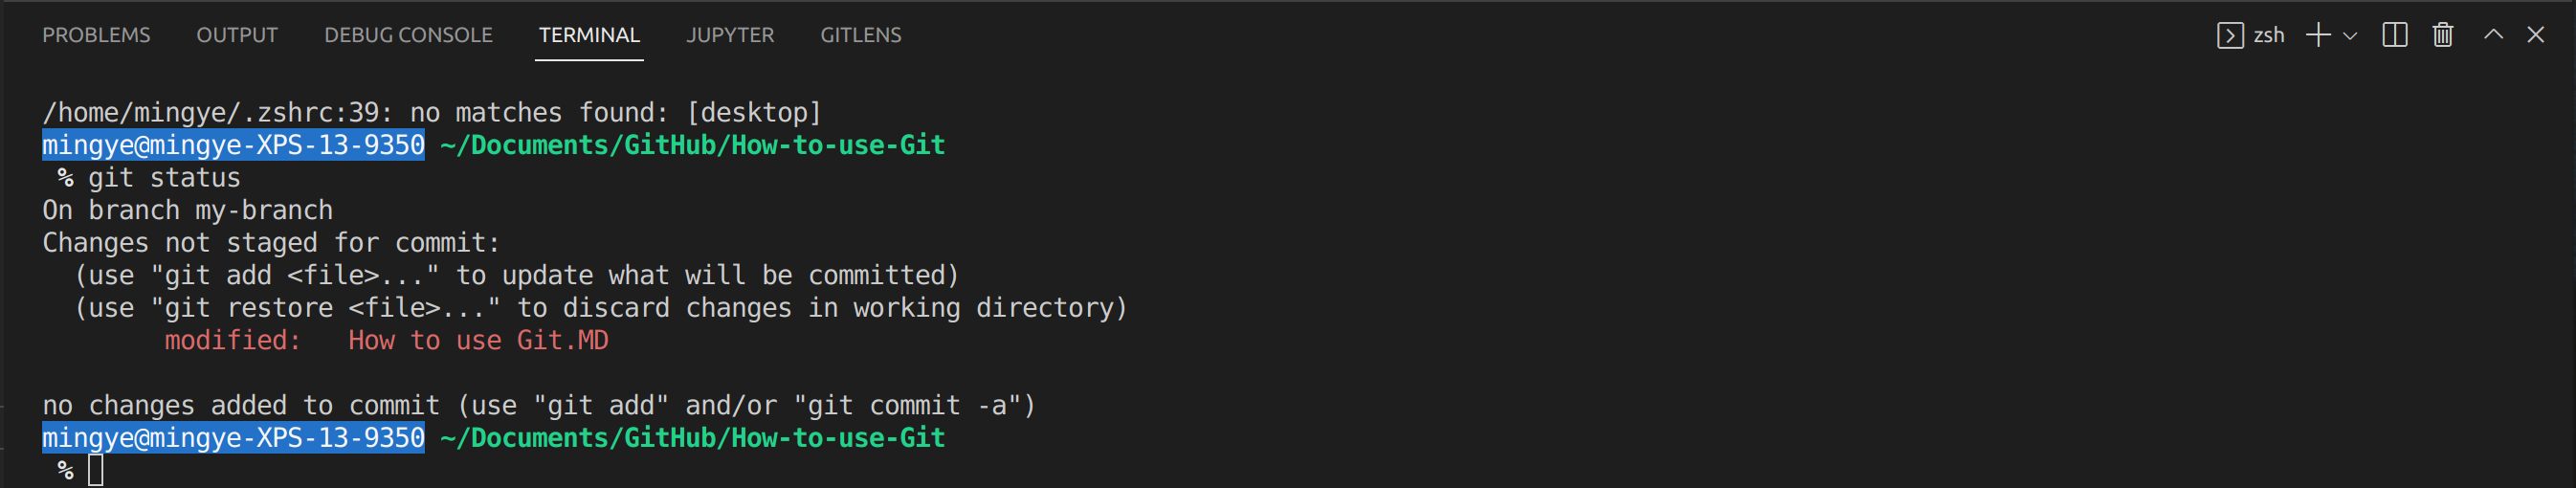 PROBLEMS OUTPUT DEBUG CONSOLE TERMINAL JUPYTER GITLENS zsh
/home/mingye/.zshrc:39: no matches found: [desktop]
mingye@mingye-XPS-13-9350 ~/Documents/GitHub/How-to-use-Git
% git status
On branch my-branch
Changes not staged for commit:
(use "git add <file>..." to update what will be committed)
(use "git restore <file>..." to discard changes in working directory)
modified: How to use Git.MD
no changes added to commit (use "git add" and/or "git commit -a")
mingye@mingye-XPS-13-9350 ~/Documents/GitHub/How-to-use-Git
%